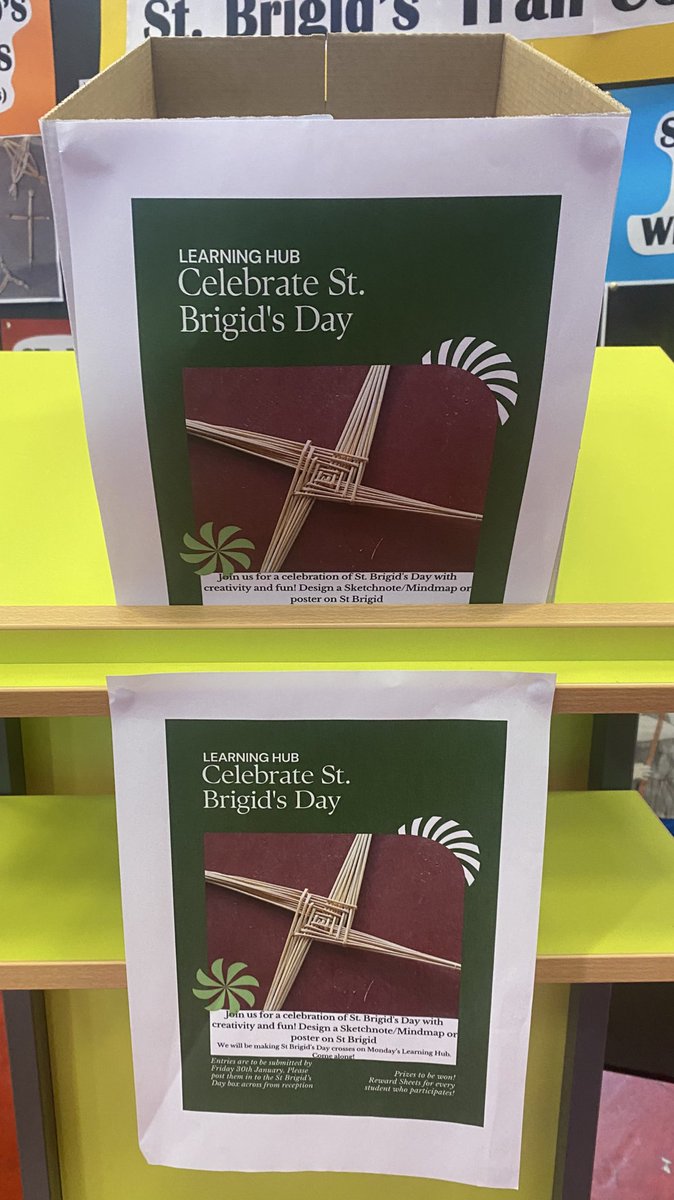 St. Brigid's Trail
LEARNING HUB
Celebrate St.
Brigid's Day
Join us for a celebration of St. Brigid's Day with
creativity and fun! Design a Sketchnote/Mindmap or
poster on St Brigid
LEARNING HUB
Celebrate St.
Brigid's Day
Join us for a celebration of St. Brigid's Day with
creativity and fun! Design a Sketchnote/Mindmap or
poster on St Brigid
We will be making St Brigid's Day crosses on Monday's Learning Hub.
Come along!
Entries are to be submitted by
Friday 30th January. Please
post them in to the St Brigid's
Day box across from reception
Prizes to be won!
Reward Sheets for every
student who participates!